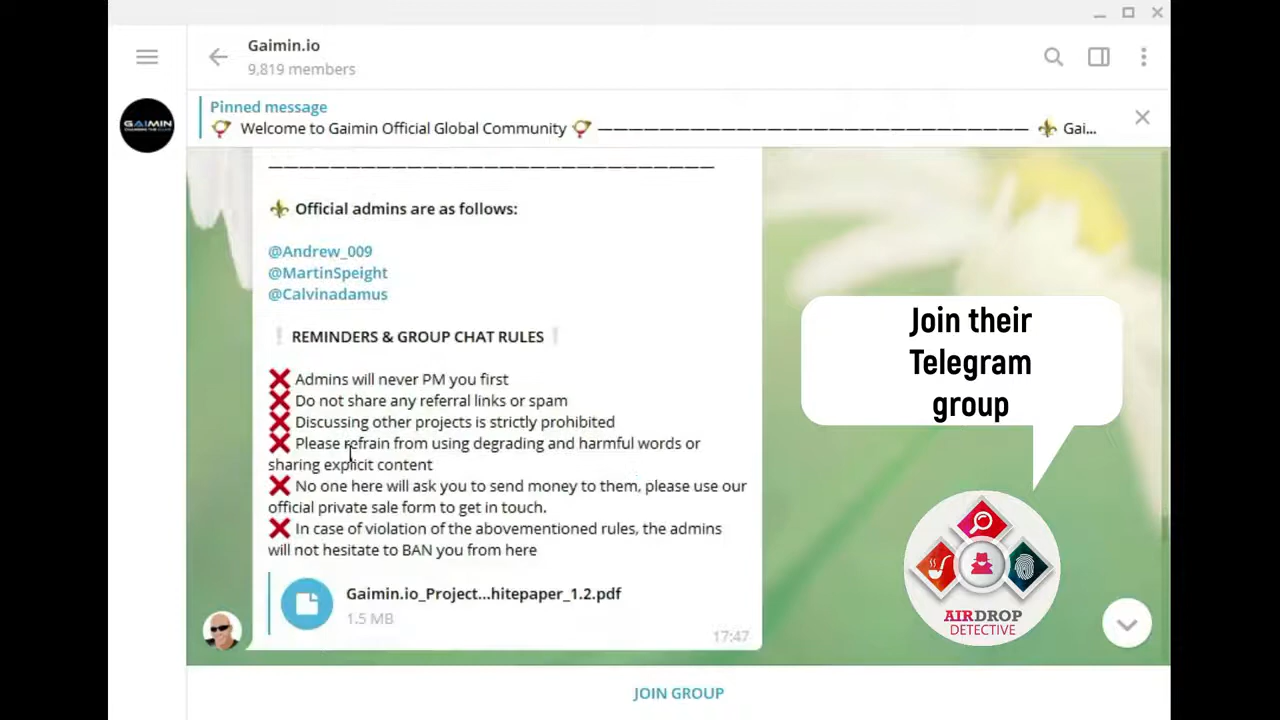 Gaimin.io
9,819 members
Pinned message
Welcome to Gaimin Official Global Community ———————————————————————————— Gai...
GAIMIN
—————————————————————————————
Official admins are as follows:
@Andrew_009
@MartinSpeight
@Calvinadamus
REMINDERS & GROUP CHAT RULES
Admins will never PM you first
Do not share any referral links or spam
Discussing other projects is strictly prohibited
Please refrain from using degrading and harmful words or
sharing explicit content
No one here will ask you to send money to them, please use our
official private sale form to get in touch.
In case of violation of the abovementioned rules, the admins
will not hesitate to BAN you from here
Gaimin.io_Project...hitepaper_1.2.pdf
1.5 MB
17:47
Join their
Telegram
group
AIRDROP
DETECTIVE
JOIN GROUP